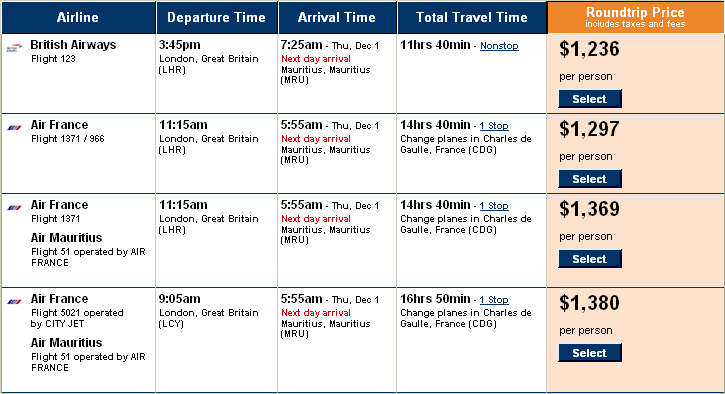 Airline
Departure Time
Arrival Time
Total Travel Time
Roundtrip Price
includes taxes and fees
British Airways
Flight 123
3:45pm
London, Great Britain
(LHR)
7:25am - Thu, Dec 1
Next day arrival
Mauritius, Mauritius
(MRU)
11hrs 40min - Nonstop
$1,236
per person
Select
Air France
Flight 1371 / 966
11:15am
London, Great Britain
(LHR)
5:55am - Thu, Dec 1
Next day arrival
Mauritius, Mauritius
(MRU)
14hrs 40min - 1 Stop
Change planes in Charles de
Gaulle, France (CDG)
$1,297
per person
Select
Air France
Flight 1371
Air Mauritius
Flight 51 operated by AIR
FRANCE
11:15am
London, Great Britain
(LHR)
5:55am - Thu, Dec 1
Next day arrival
Mauritius, Mauritius
(MRU)
14hrs 40min - 1 Stop
Change planes in Charles de
Gaulle, France (CDG)
$1,369
per person
Select
Air France
Flight 5021 operated
by CITY JET
Air Mauritius
Flight 51 operated by AIR
FRANCE
9:05am
London, Great Britain
(LCY)
5:55am - Thu, Dec 1
Next day arrival
Mauritius, Mauritius
(MRU)
16hrs 50min - 1 Stop
Change planes in Charles de
Gaulle, France (CDG)
$1,380
per person
Select